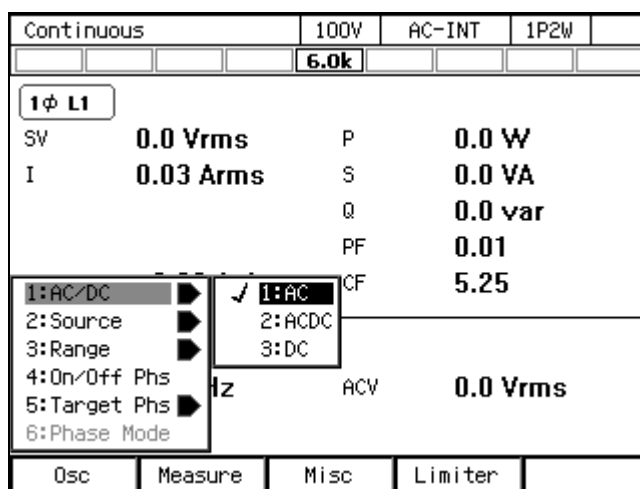 Continuous 100V AC-INT 1P2W
6.0k
1ϕ L1
SV 0.0 Vrms P 0.0 W
I 0.03 Arms S 0.0 VA
Q 0.0 var
PF 0.01
CF 5.25
1:AC/DC ✓ 1:AC
2:Source 2:ACDC
3:Range 3:DC
4:On/Off Phs Hz ACV 0.0 Vrms
5:Target Phs
6:Phase Mode
Osc Measure Misc Limiter